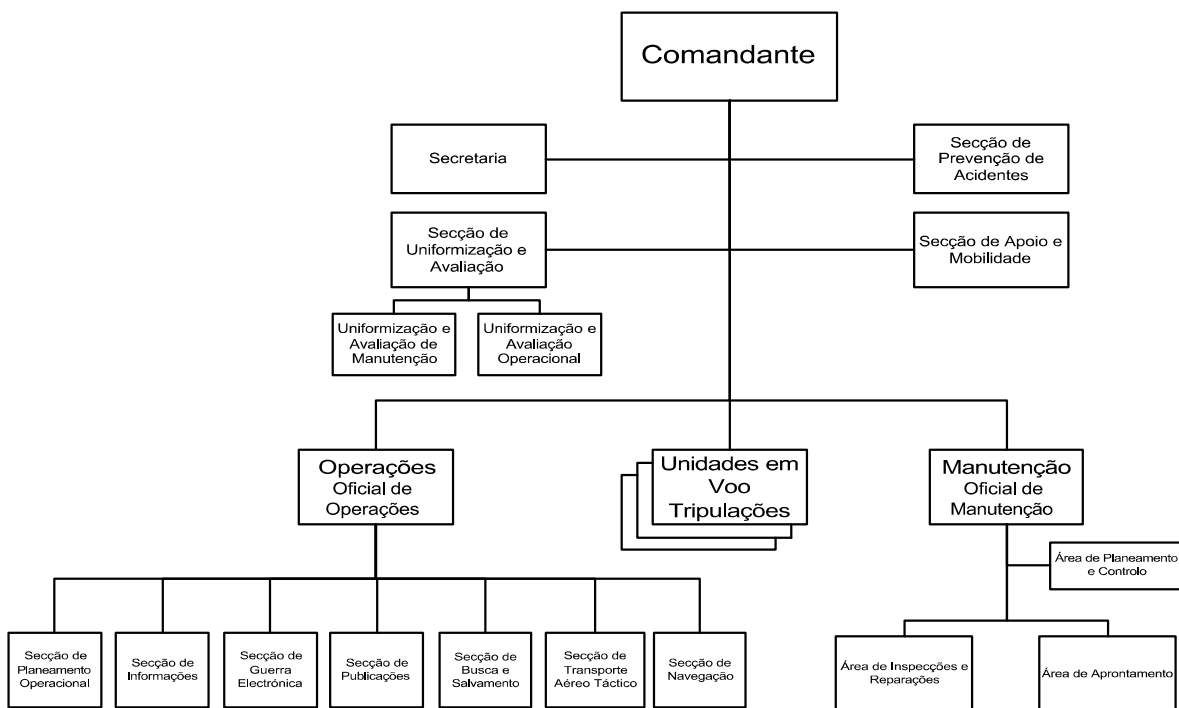 Comandante
Secretaria
Secção de
Prevenção de
Acidentes
Secção de
Uniformização e
Avaliação
Secção de Apoio e
Mobilidade
Uniformização e
Avaliação de
Manutenção
Uniformização e
Avaliação
Operacional
Operações
Oficial de
Operações
Unidades em
Voo
Tripulações
Manutenção
Oficial de
Manutenção
Área de Planeamento
e Controlo
Secção de
Planeamento
Operacional
Secção de
Informações
Secção de
Guerra
Electrónica
Secção de
Publicações
Secção de
Busca e
Salvamento
Secção de
Transporte
Aéreo Táctico
Secção de
Navegação
Área de Inspecções e
Reparações
Área de Aprontamento